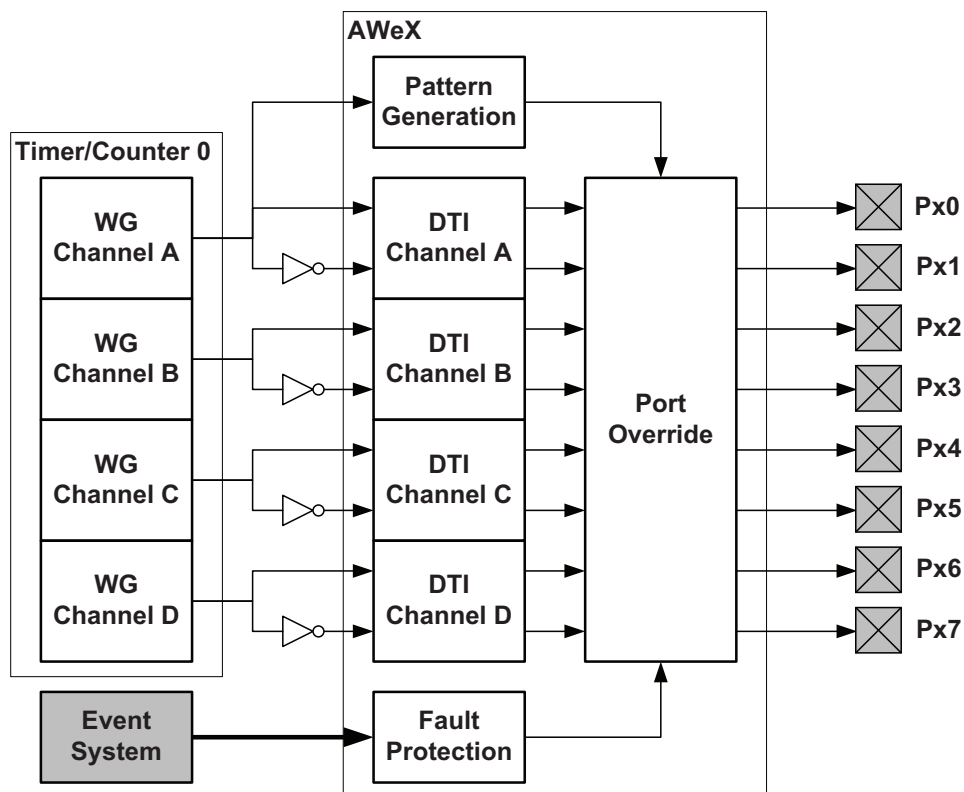 AWeX
Pattern
Generation
Timer/Counter 0
WG
Channel A
DTI
Channel A
Px0
Px1
WG
Channel B
DTI
Channel B
Px2
Px3
Port
Override
WG
Channel C
DTI
Channel C
Px4
Px5
WG
Channel D
DTI
Channel D
Px6
Px7
Event
System
Fault
Protection